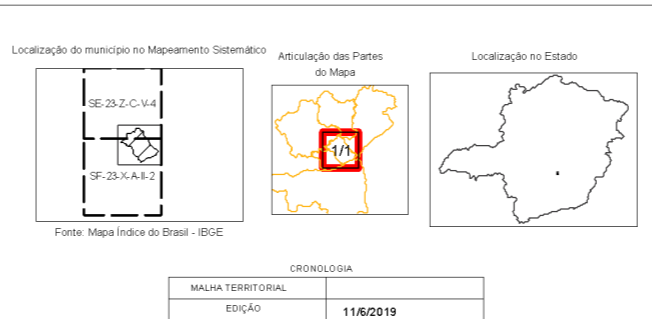 Localização do município no Mapeamento Sistemático
Articulação das Partes
do Mapa
Localização no Estado
SE-23-Z-C-V-4
SF-23-X-A-II-2
1/1
Fonte: Mapa Índice do Brasil - IBGE
CRONOLOGIA
MALHA TERRITORIAL
EDIÇÃO 11/6/2019